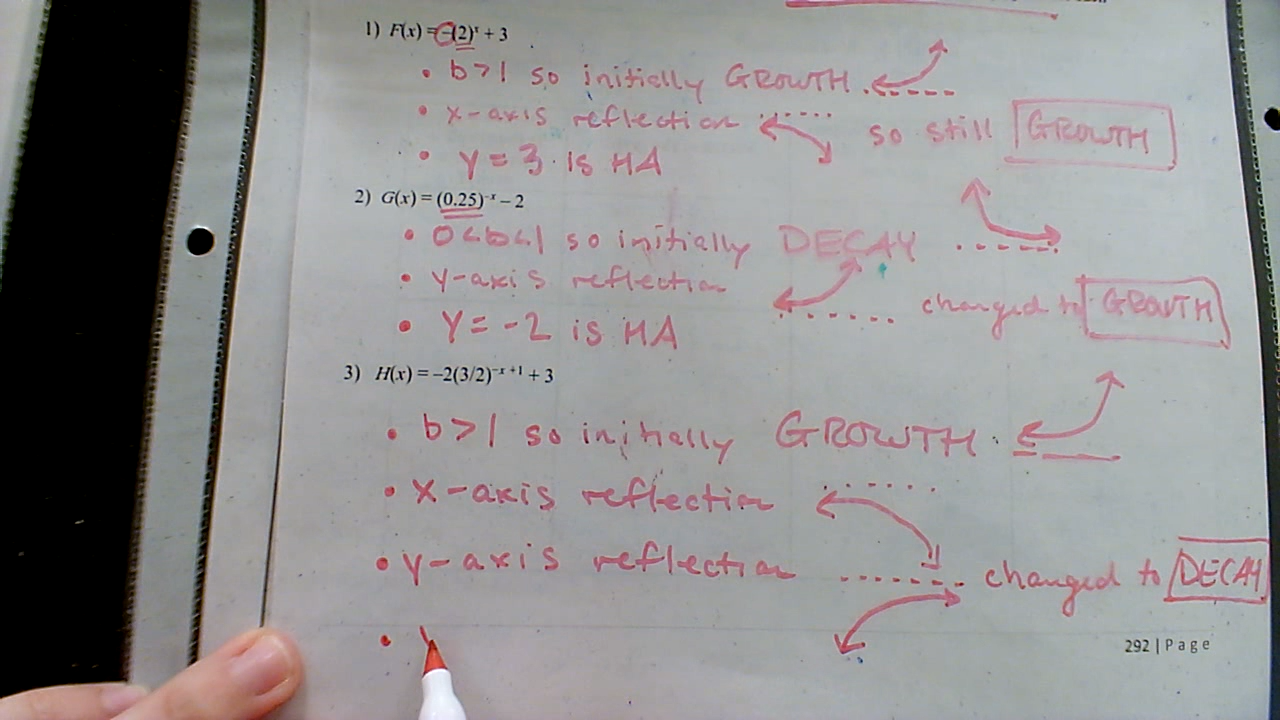 1) F(x) = –(2)ˣ + 3
• b>1 so initially GROWTH
• x-axis reflection so still GROWTH
• y = 3 is HA
2) G(x) = (0.25)⁻ˣ – 2
• 0<b<1 so initially DECAY
• y-axis reflection
changed to GROWTH
• Y = -2 is HA
3) H(x) = –2(3/2)⁻ˣ⁺¹ + 3
• b>1 so initially GROWTH
• X-axis reflection
• y-axis reflection changed to DECAY
292 | Page